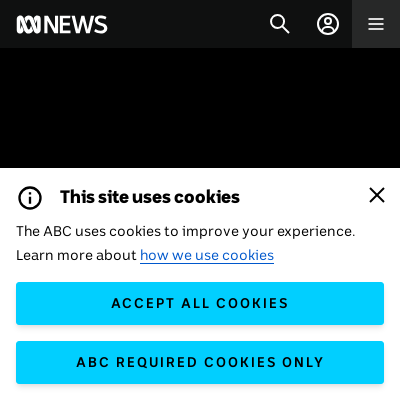 NEWS
This site uses cookies
The ABC uses cookies to improve your experience.
Learn more about how we use cookies
ACCEPT ALL COOKIES
ABC REQUIRED COOKIES ONLY